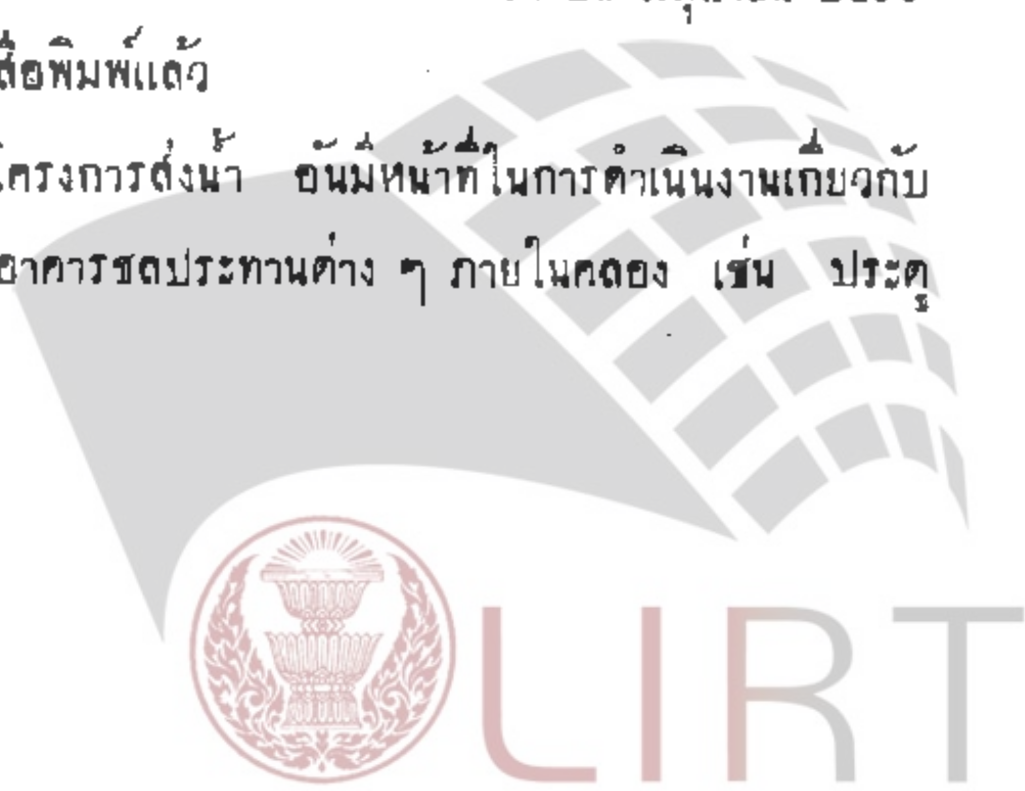 สือพิมพ์แล้ว
โครงการส่งน้ำ อันมีหน้าที่ในการดำเนินงานเกี่ยวกับ
อาคารชลประทานต่าง ๆ ภายในคลอง เช่น ประตู
LIRT